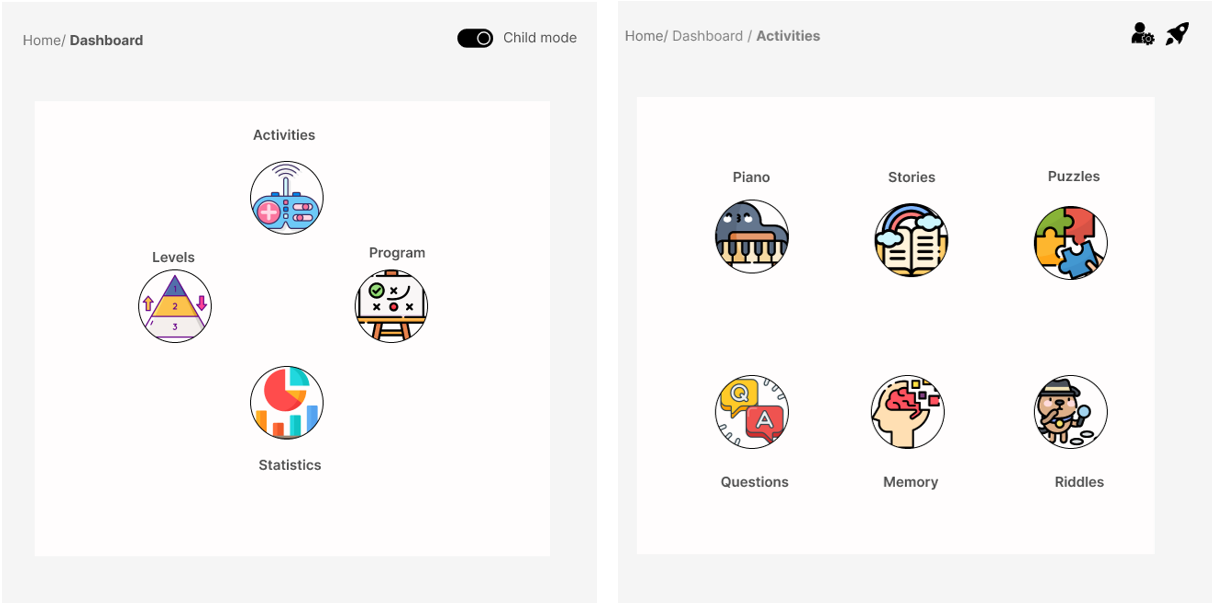 Home/ Dashboard
Child mode
Activities
Levels
Program
1
2
3
Statistics
Home/ Dashboard / Activities
Piano
Stories
Puzzles
Q
A
Questions
Memory
Riddles